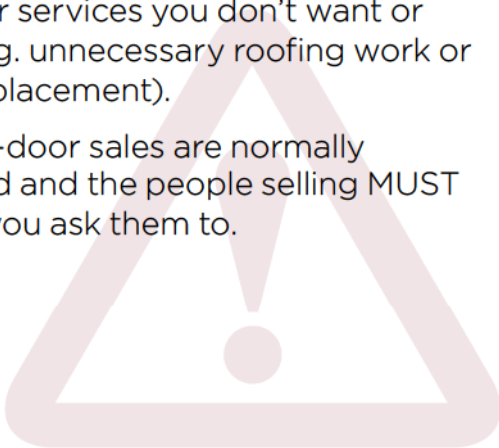 services you don't want or
unnecessary roofing work or
placement).
-door sales are normally
and the people selling MUST
you ask them to.